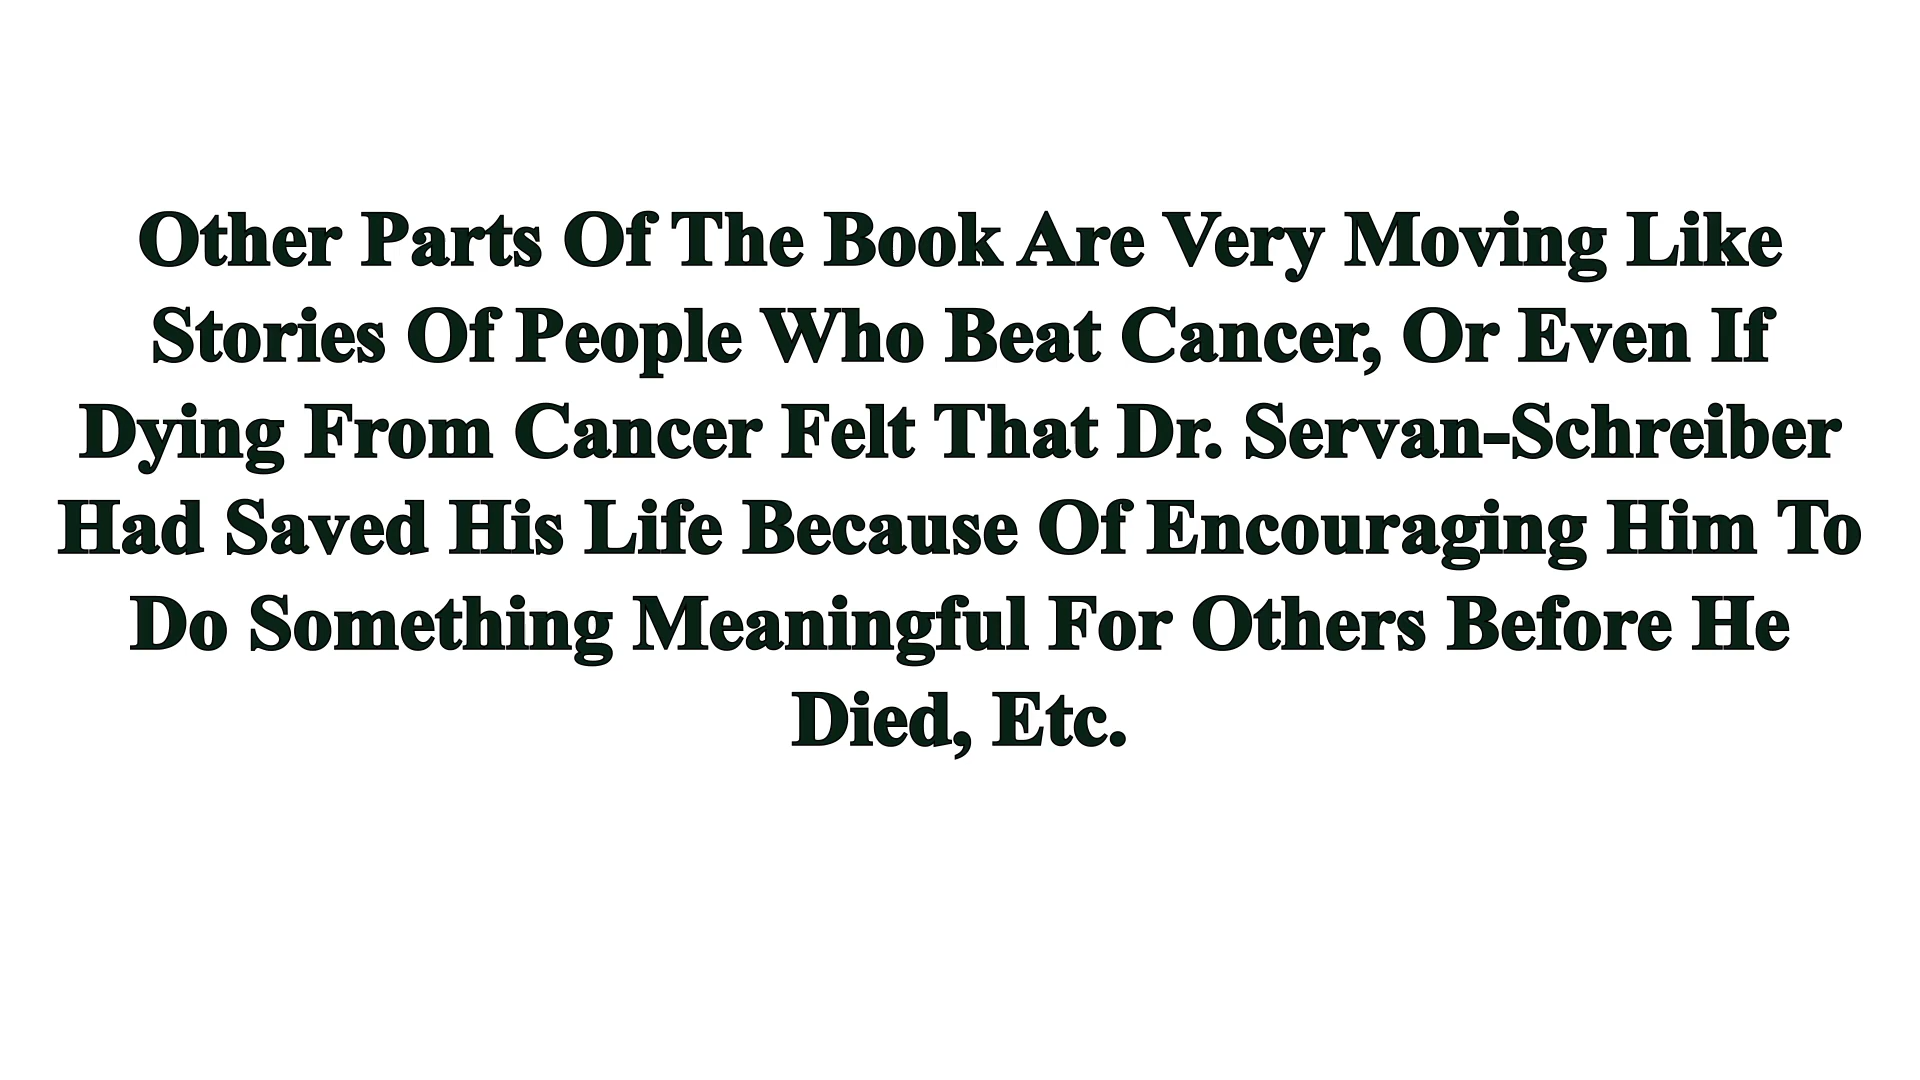 Other Parts Of The Book Are Very Moving Like
Stories Of People Who Beat Cancer, Or Even If
Dying From Cancer Felt That Dr. Servan-Schreiber
Had Saved His Life Because Of Encouraging Him To
Do Something Meaningful For Others Before He
Died, Etc.